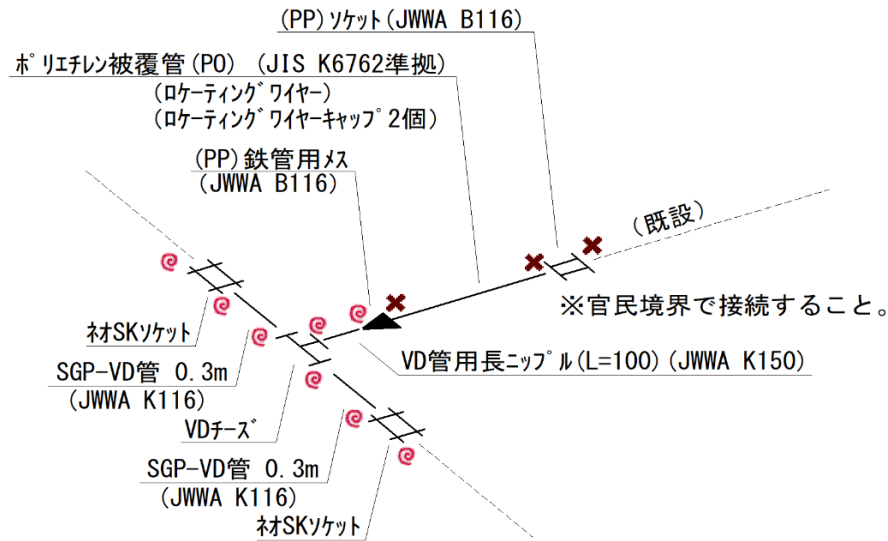 (PP)ソケット(JWWA B116)
ポリエチレン被覆管(PO) (JIS K6762準拠)
(ロケーティングワイヤー)
(ロケーティングワイヤーキャップ2個)
(PP)鉄管用メス
(JWWA B116)
(既設)
※官民境界で接続すること。
ネオSKソケット
VD管用長ニップル(L=100)(JWWA K150)
SGP-VD管 0.3m
(JWWA K116)
VDチーズ
SGP-VD管 0.3m
(JWWA K116)
ネオSKソケット